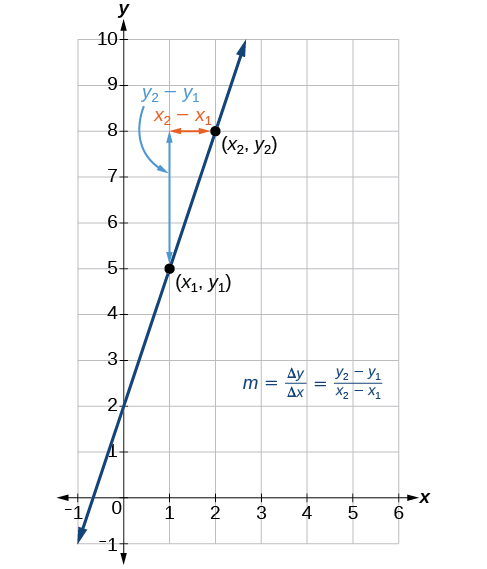 y
10
9
y₂ − y₁
x₂ − x₁
8
(x₂, y₂)
7
6
5
(x₁, y₁)
4
3
m = Δy/Δx = y₂ − y₁/x₂ − x₁
2
1
x
−1 0 1 2 3 4 5 6
−1